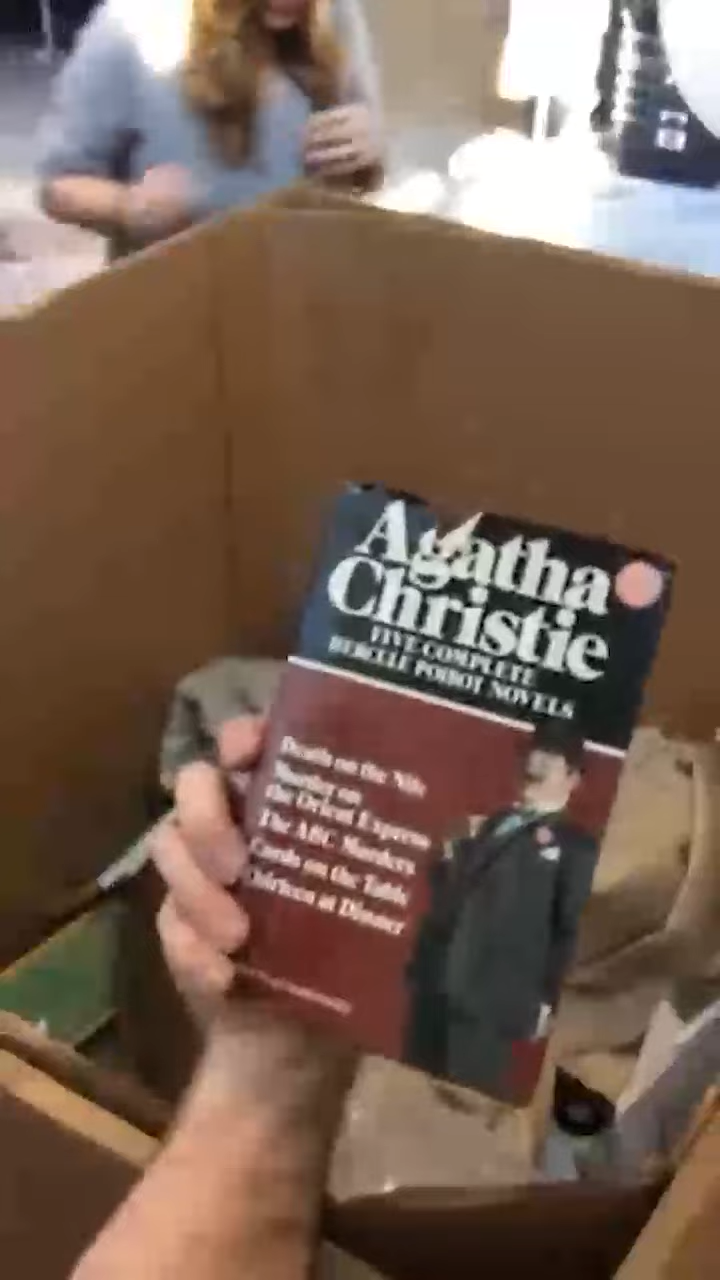 Agatha
Christie
FIVE COMPLETE
HERCULE POIROT NOVELS
Death on the Nile
Murder on
the Orient Express
The ABC Murders
Cards on the Table
Thirteen at Dinner